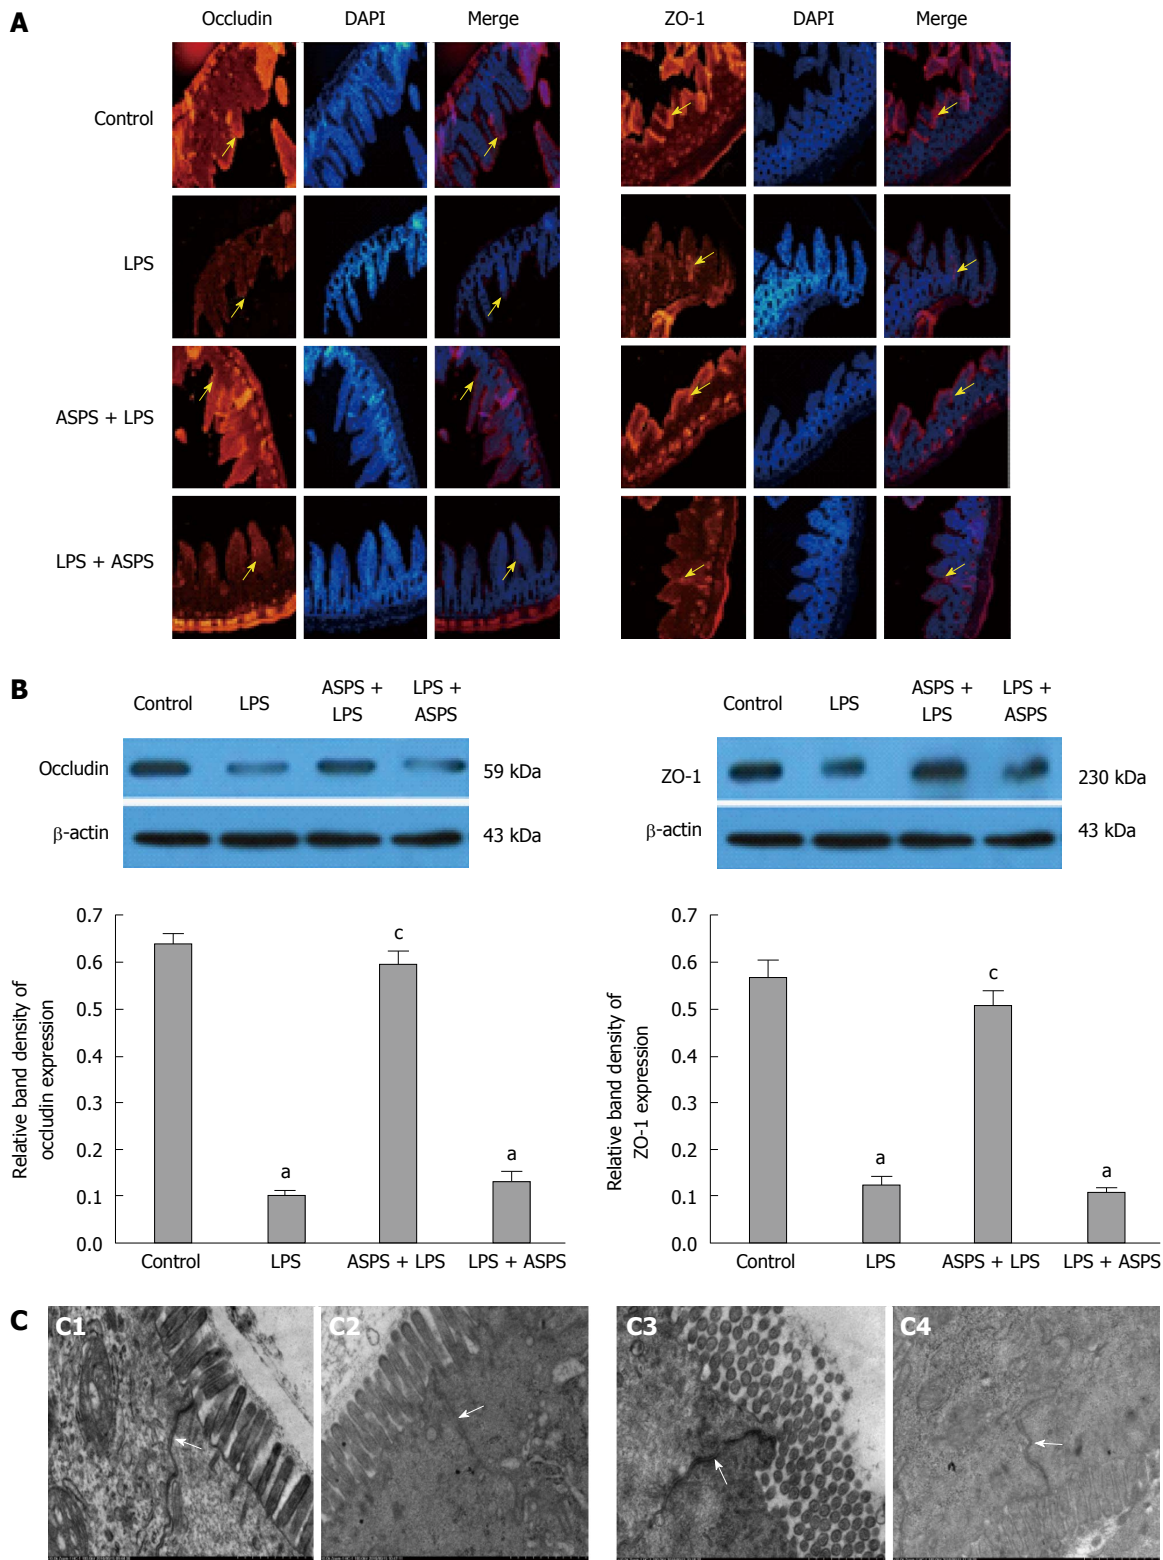 A
Occludin DAPI Merge ZO-1 DAPI Merge
Control
LPS
ASPS + LPS
LPS + ASPS
B
Control LPS ASPS + LPS LPS + ASPS
Occludin 59 kDa
β-actin 43 kDa
Control LPS ASPS + LPS LPS + ASPS
ZO-1 230 kDa
β-actin 43 kDa
Relative band density of
occludin expression
0.7
0.6
0.5
0.4
0.3
0.2
0.1
0.0
a
c
a
Control LPS ASPS + LPS LPS + ASPS
Relative band density of
ZO-1 expression
0.7
0.6
0.5
0.4
0.3
0.2
0.1
0.0
a
c
a
Control LPS ASPS + LPS LPS + ASPS
C
C1 C2 C3 C4